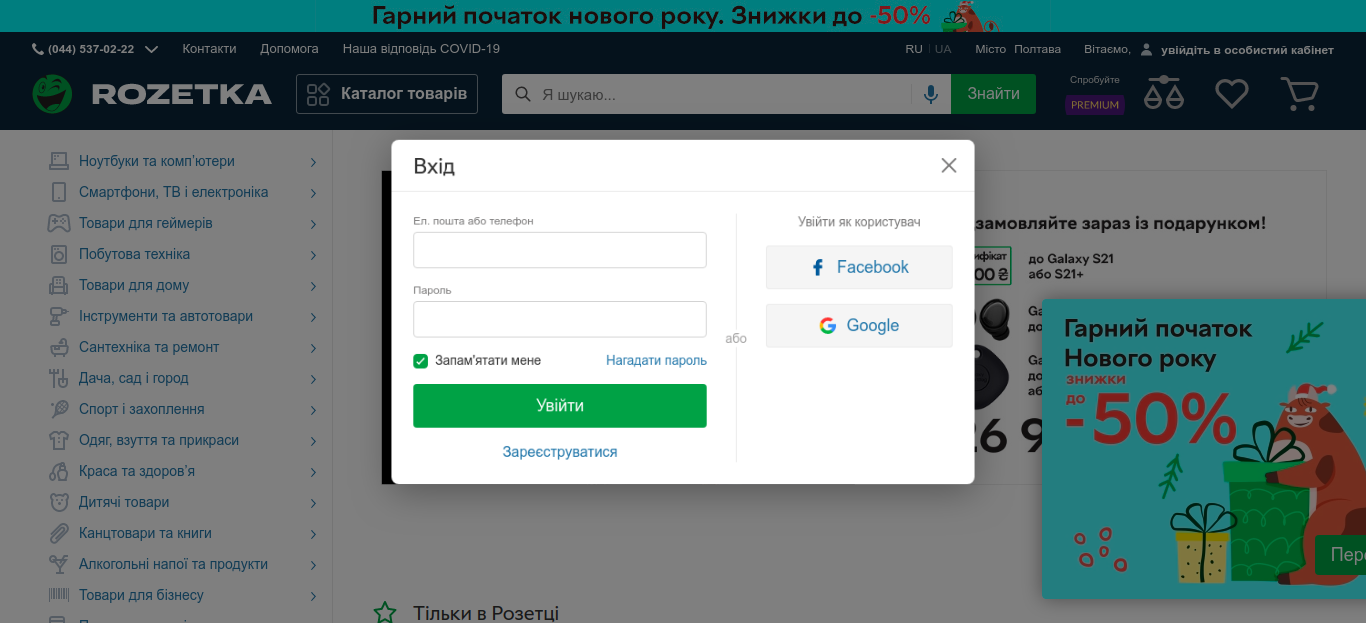 Гарний початок нового року. Знижки до -50%
(044) 537-02-22 Контакти Допомога Наша відповідь COVID-19 RU UA Місто Полтава Вітаємо, увійдіть в особистий кабінет
ROZETKA Каталог товарів Я шукаю... Знайти Спробуйте PREMIUM
Вхід
Ел. пошта або телефон
Пароль
Запам'ятати мене Нагадати пароль
Увійти
Зареєструватися
або
Увійти як користувач
Facebook
Google
Ноутбуки та комп'ютери
Смартфони, ТВ і електроніка
Товари для геймерів
Побутова техніка
Товари для дому
Інструменти та автотовари
Сантехніка та ремонт
Дача, сад і город
Спорт і захоплення
Одяг, взуття та прикраси
Краса та здоров'я
Дитячі товари
Канцтовари та книги
Алкогольні напої та продукти
Товари для бізнесу
замовляйте зараз із подарунком!
до Galaxy S21
або S21+
Гарний початок
Нового року
знижки
до
-50%
Тільки в Розетці